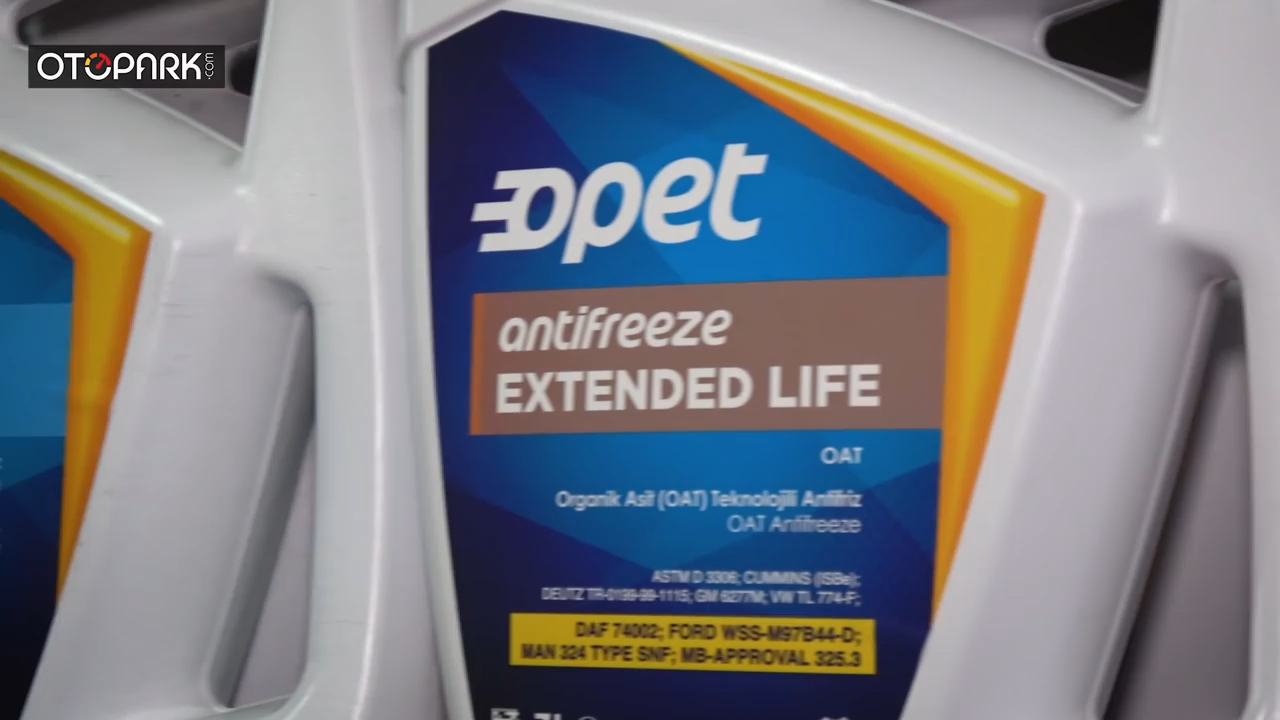 OTOPARK.com
opet
antifreeze
EXTENDED LIFE
OAT
Organik Asit (OAT) Teknolojili Antifriz
OAT Antifreeze
ASTM D 3306; CUMMINS (ISBe);
DEUTZ TR-0199-99-1115; GM 6277M; VW TL 774-F;
DAF 74002; FORD WSS-M97B44-D;
MAN 324 TYPE SNF; MB-APPROVAL 325.3